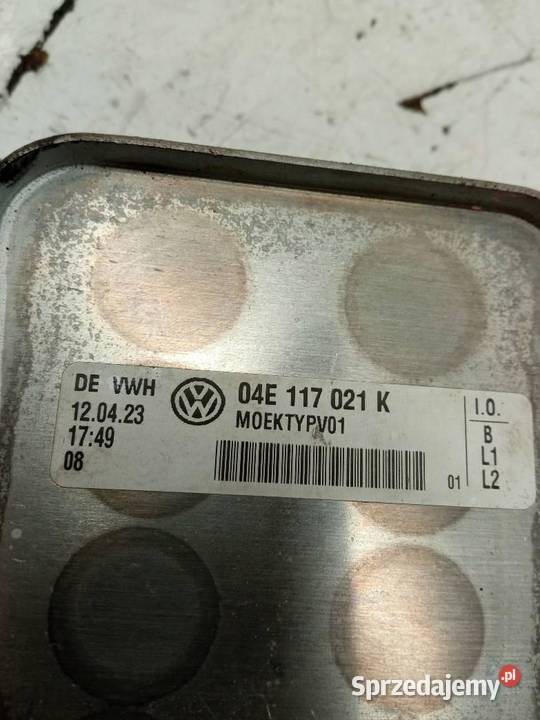 DE VWH
12.04.23
17:49
08
04E 117 021 K
MOEKTYPV01
01
I.O.
B
L1
L2
Sprzedajemy.pl